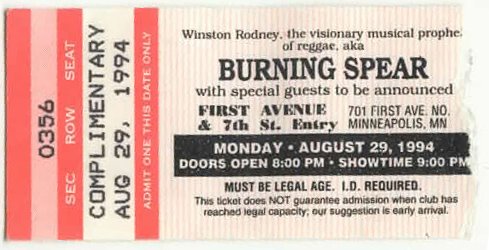 0356
SEC ROW SEAT
COMPLIMENTARY
AUG 29, 1994
ADMIT ONE THIS DATE ONLY
Winston Rodney, the visionary musical prophe
of reggae, aka
BURNING SPEAR
with special guests to be announced
FIRST AVENUE
& 7th St. Entry
701 FIRST AVE. NO.
MINNEAPOLIS, MN
MONDAY • AUGUST 29, 1994
DOORS OPEN 8:00 PM • SHOWTIME 9:00 PM
MUST BE LEGAL AGE. I.D. REQUIRED.
This ticket does NOT guarantee admission when club has
reached legal capacity; our suggestion is early arrival.